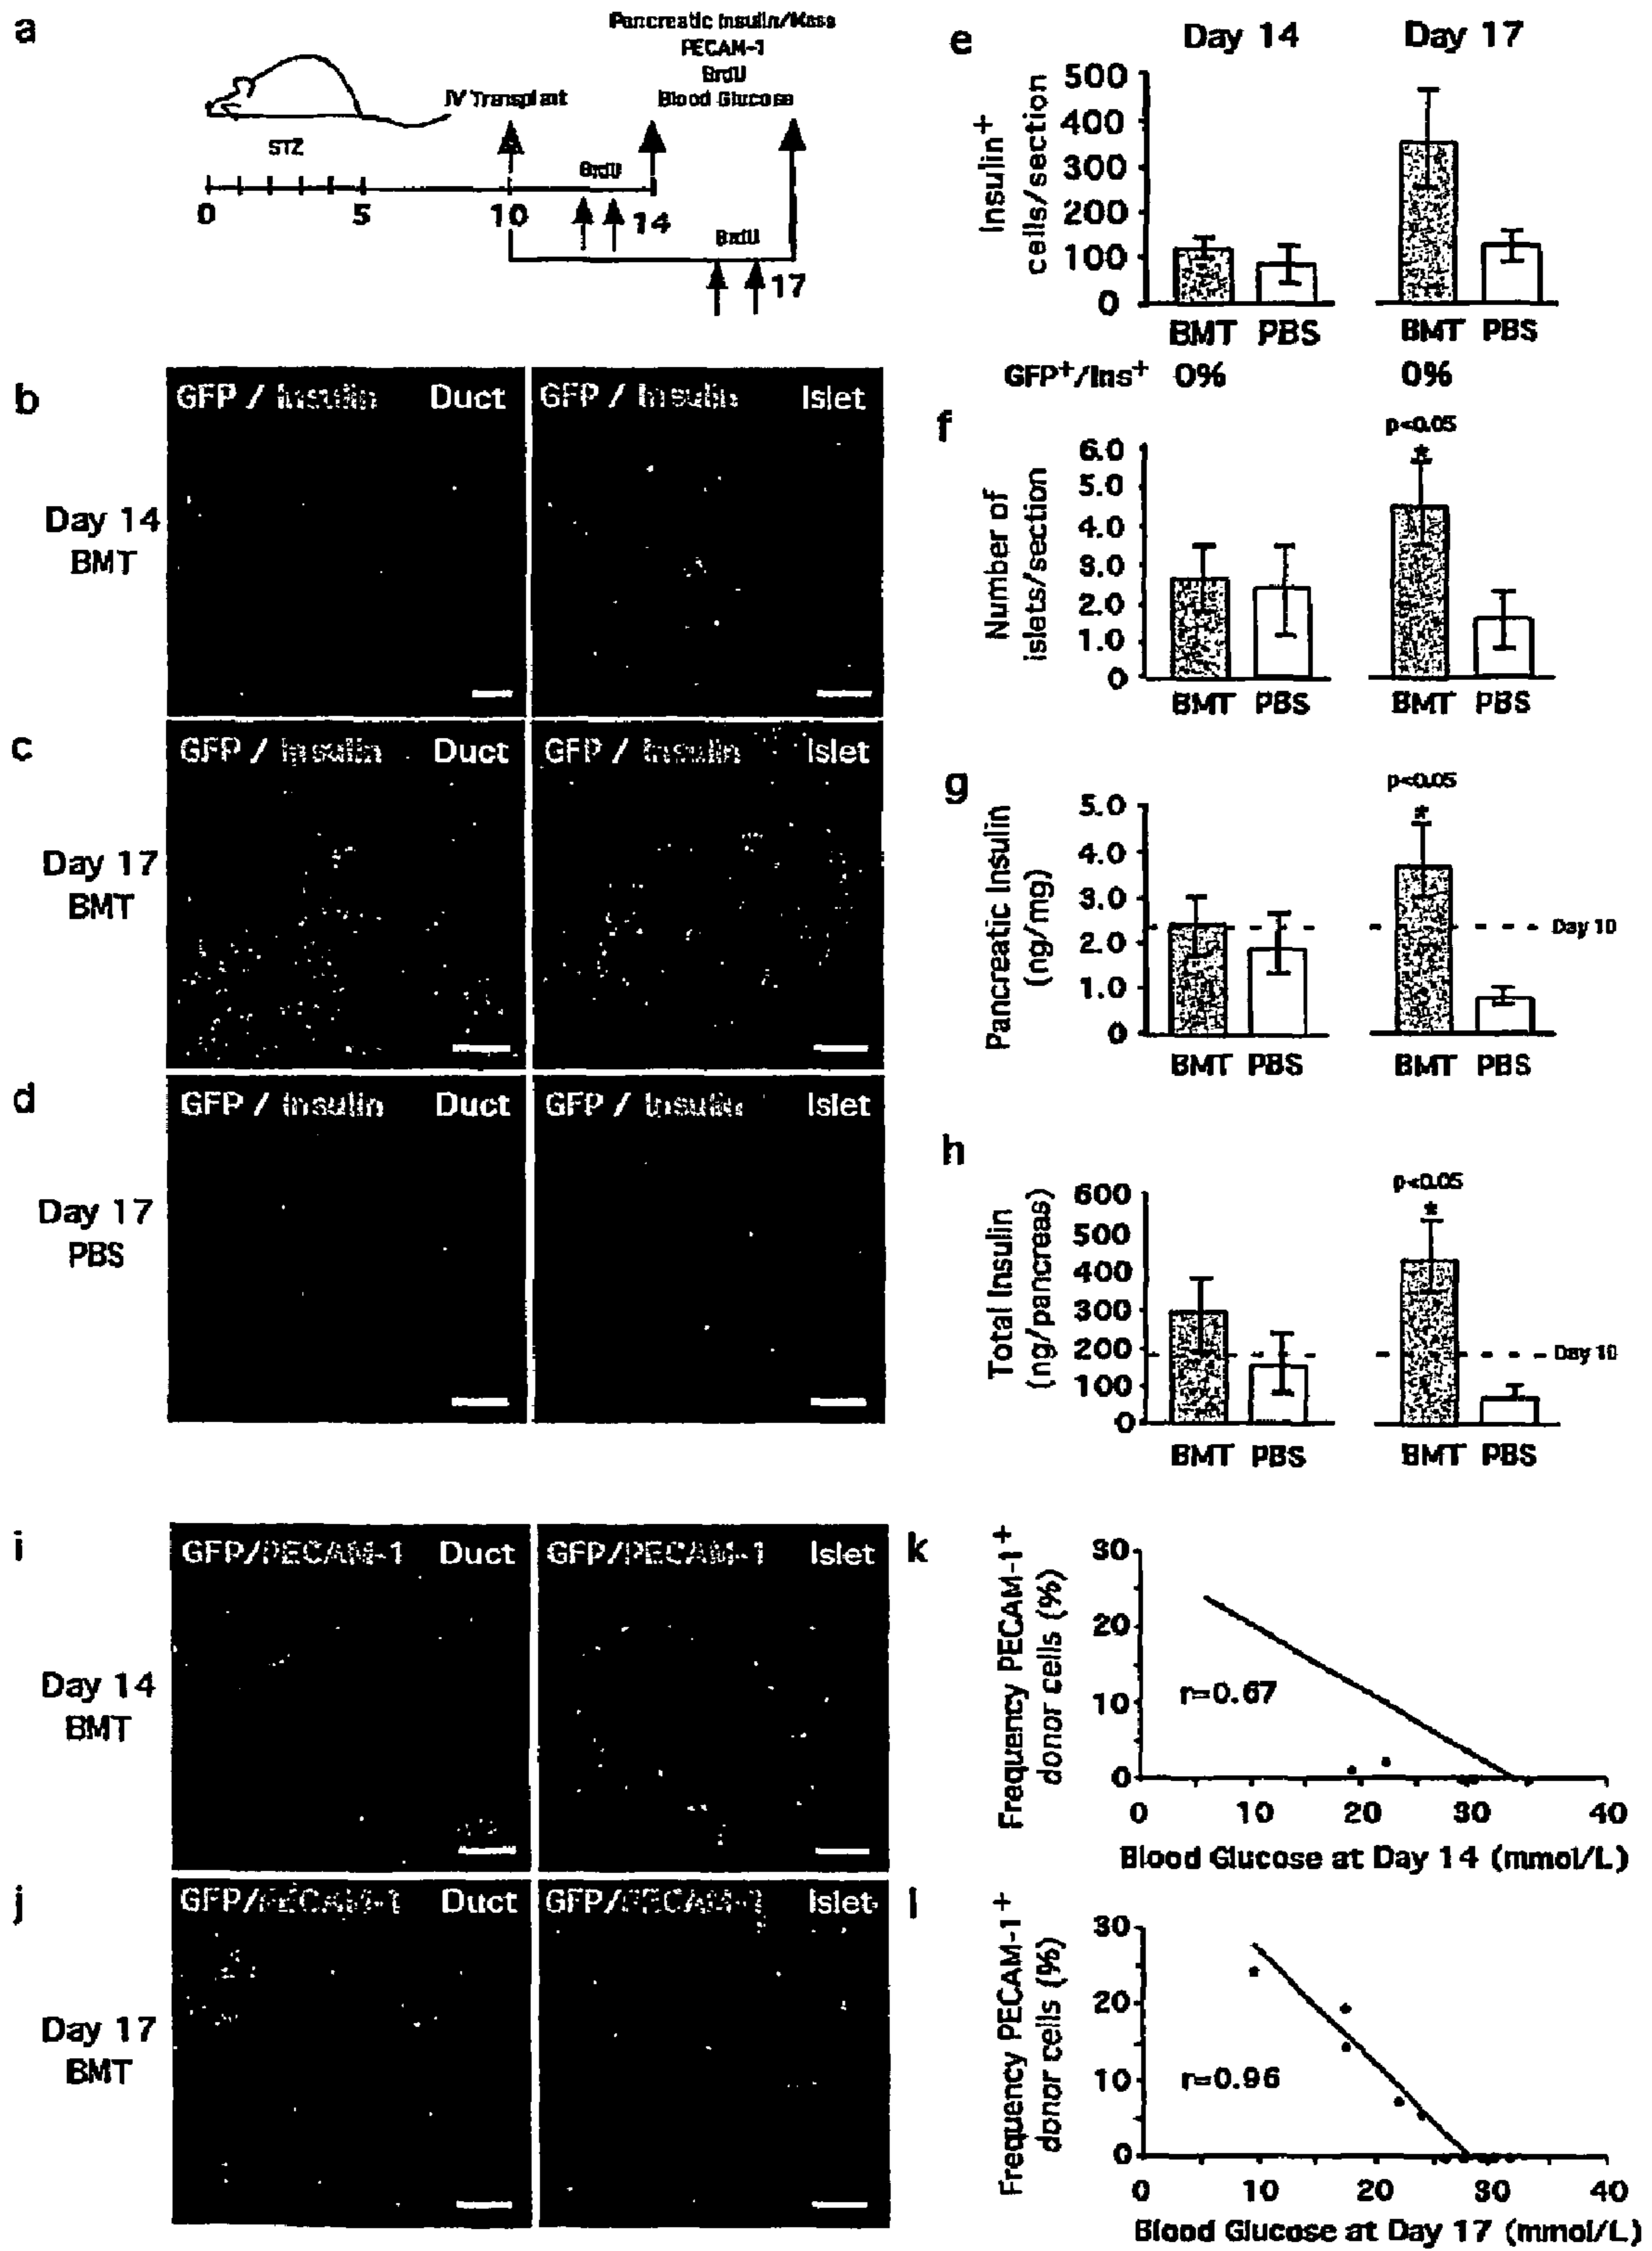 a
Pancreatic Insulin/Mass
PECAM-1
BrdU
Blood Glucose
IV Transplant
STZ
BrdU
0 5 10 14
BrdU
17
b
GFP / Insulin Duct
GFP / Insulin Islet
Day 14
BMT
c
GFP / Insulin Duct
GFP / Insulin Islet
Day 17
BMT
d
GFP / Insulin Duct
GFP / Insulin Islet
Day 17
PBS
e
Day 14 Day 17
Insulin+
cells/section
500
400
300
200
100
0
BMT PBS BMT PBS
GFP+/Ins+ 0% 0%
f
p<0.05
*
Number of
islets/section
6.0
5.0
4.0
3.0
2.0
1.0
0
BMT PBS BMT PBS
g
p<0.05
*
Pancreatic Insulin
(ng/mg)
5.0
4.0
3.0
2.0
1.0
0
Day 10
BMT PBS BMT PBS
h
p<0.05
*
Total Insulin
(ng/pancreas)
600
500
400
300
200
100
0
Day 10
BMT PBS BMT PBS
i
GFP/PECAM-1 Duct
GFP/PECAM-1 Islet
Day 14
BMT
j
GFP/PECAM-1 Duct
GFP/PECAM-1 Islet
Day 17
BMT
k
Frequency PECAM-1+
donor cells (%)
30
20
10
0
r=0.67
0 10 20 30 40
Blood Glucose at Day 14 (mmol/L)
l
Frequency PECAM-1+
donor cells (%)
30
20
10
0
r=0.96
0 10 20 30 40
Blood Glucose at Day 17 (mmol/L)